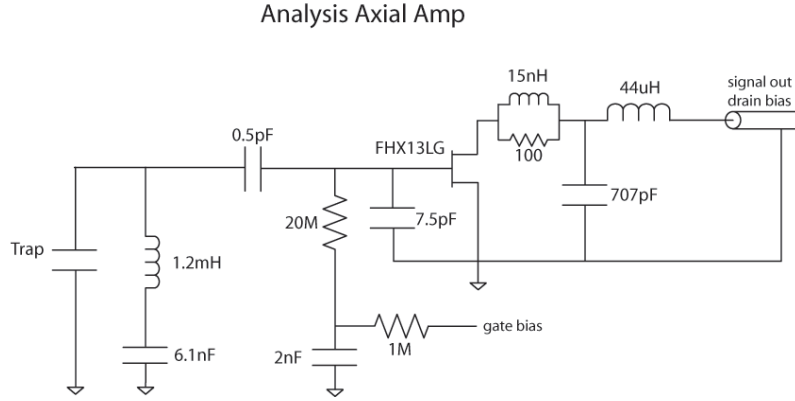 Analysis Axial Amp
15nH
44uH
signal out
drain bias
0.5pF
FHX13LG
100
707pF
20M
7.5pF
Trap
1.2mH
gate bias
1M
2nF
6.1nF